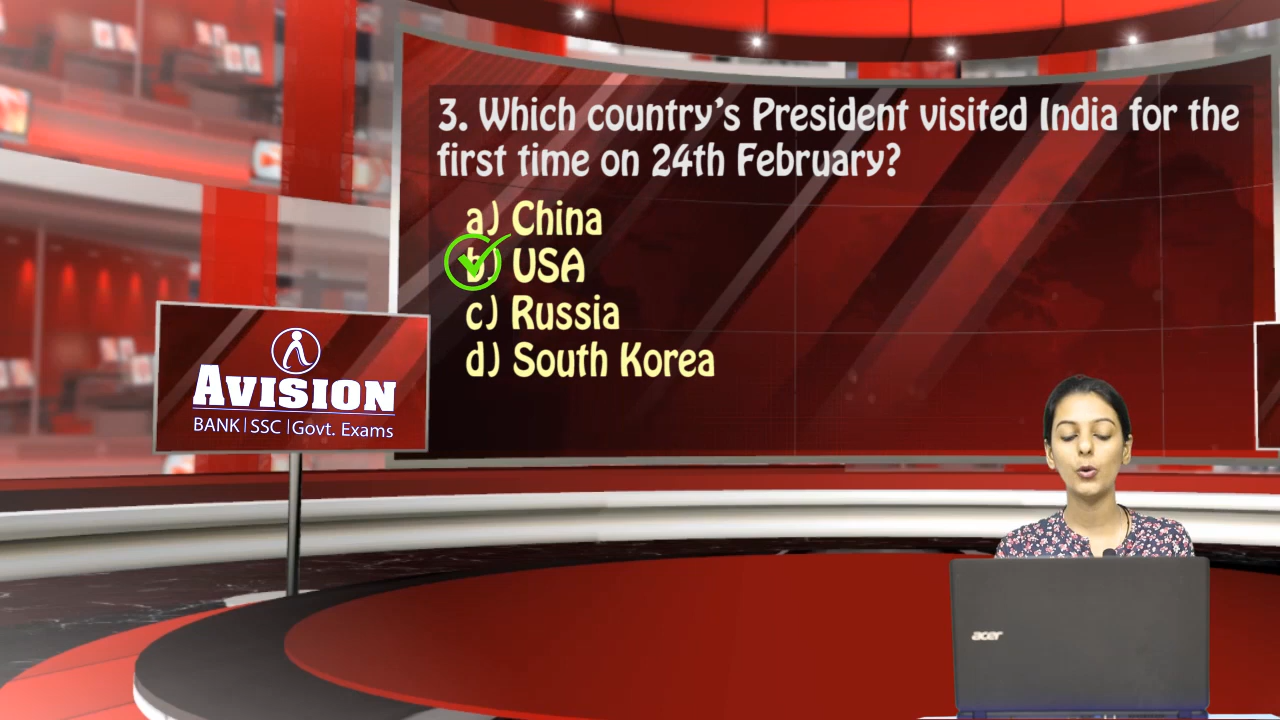 3. Which country's President visited India for the
first time on 24th February?
a) China
b) USA
c) Russia
d) South Korea
AVISION
BANK|SSC|Govt. Exams
acer